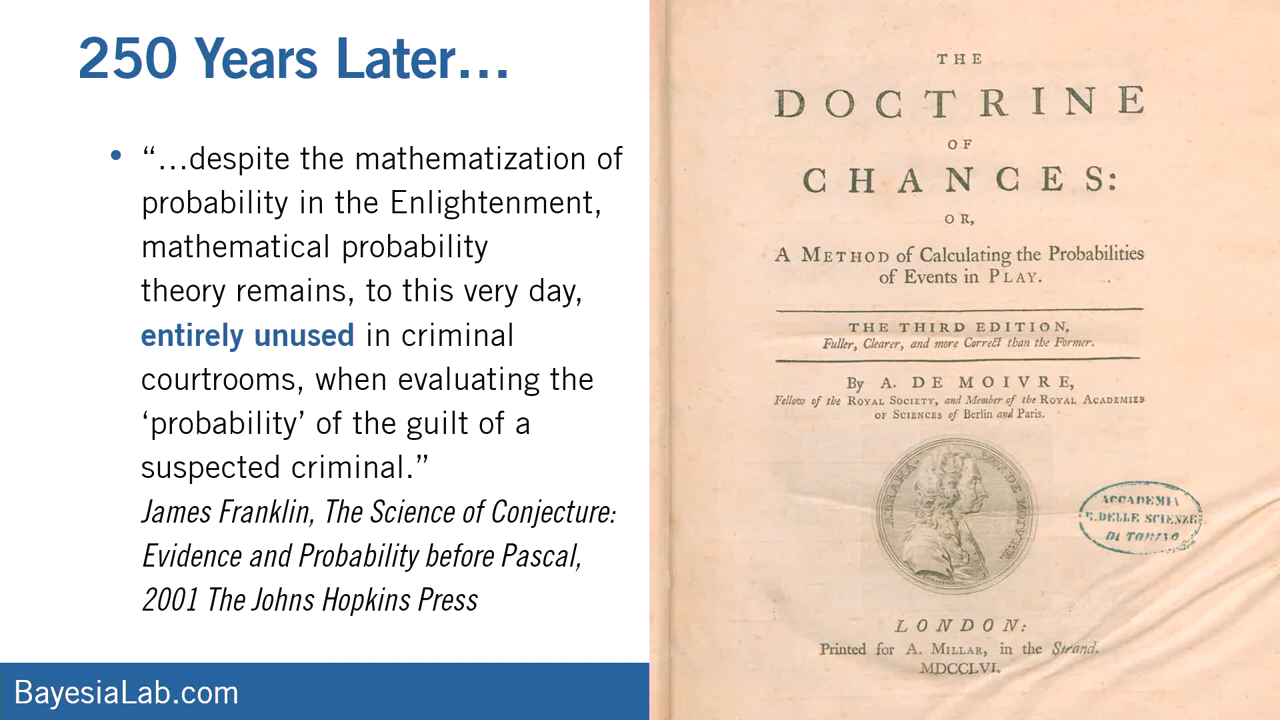 250 Years Later…
• “…despite the mathematization of
probability in the Enlightenment,
mathematical probability
theory remains, to this very day,
entirely unused in criminal
courtrooms, when evaluating the
‘probability’ of the guilt of a
suspected criminal.”
James Franklin, The Science of Conjecture:
Evidence and Probability before Pascal,
2001 The Johns Hopkins Press
BayesiaLab.com
THE
DOCTRINE
OF
CHANCES:
OR,
A METHOD of Calculating the Probabilities
of Events in PLAY.
THE THIRD EDITION,
Fuller, Clearer, and more Correct than the Former.
By A. DE MOIVRE,
Fellow of the ROYAL SOCIETY, and Member of the ROYAL ACADEMIES
OF SCIENCES of Berlin and Paris.
ACCADEMIA
DELLE SCIENZE
DI TORINO
LONDON:
Printed for A. MILLAR, in the Strand.
MDCCLVI.